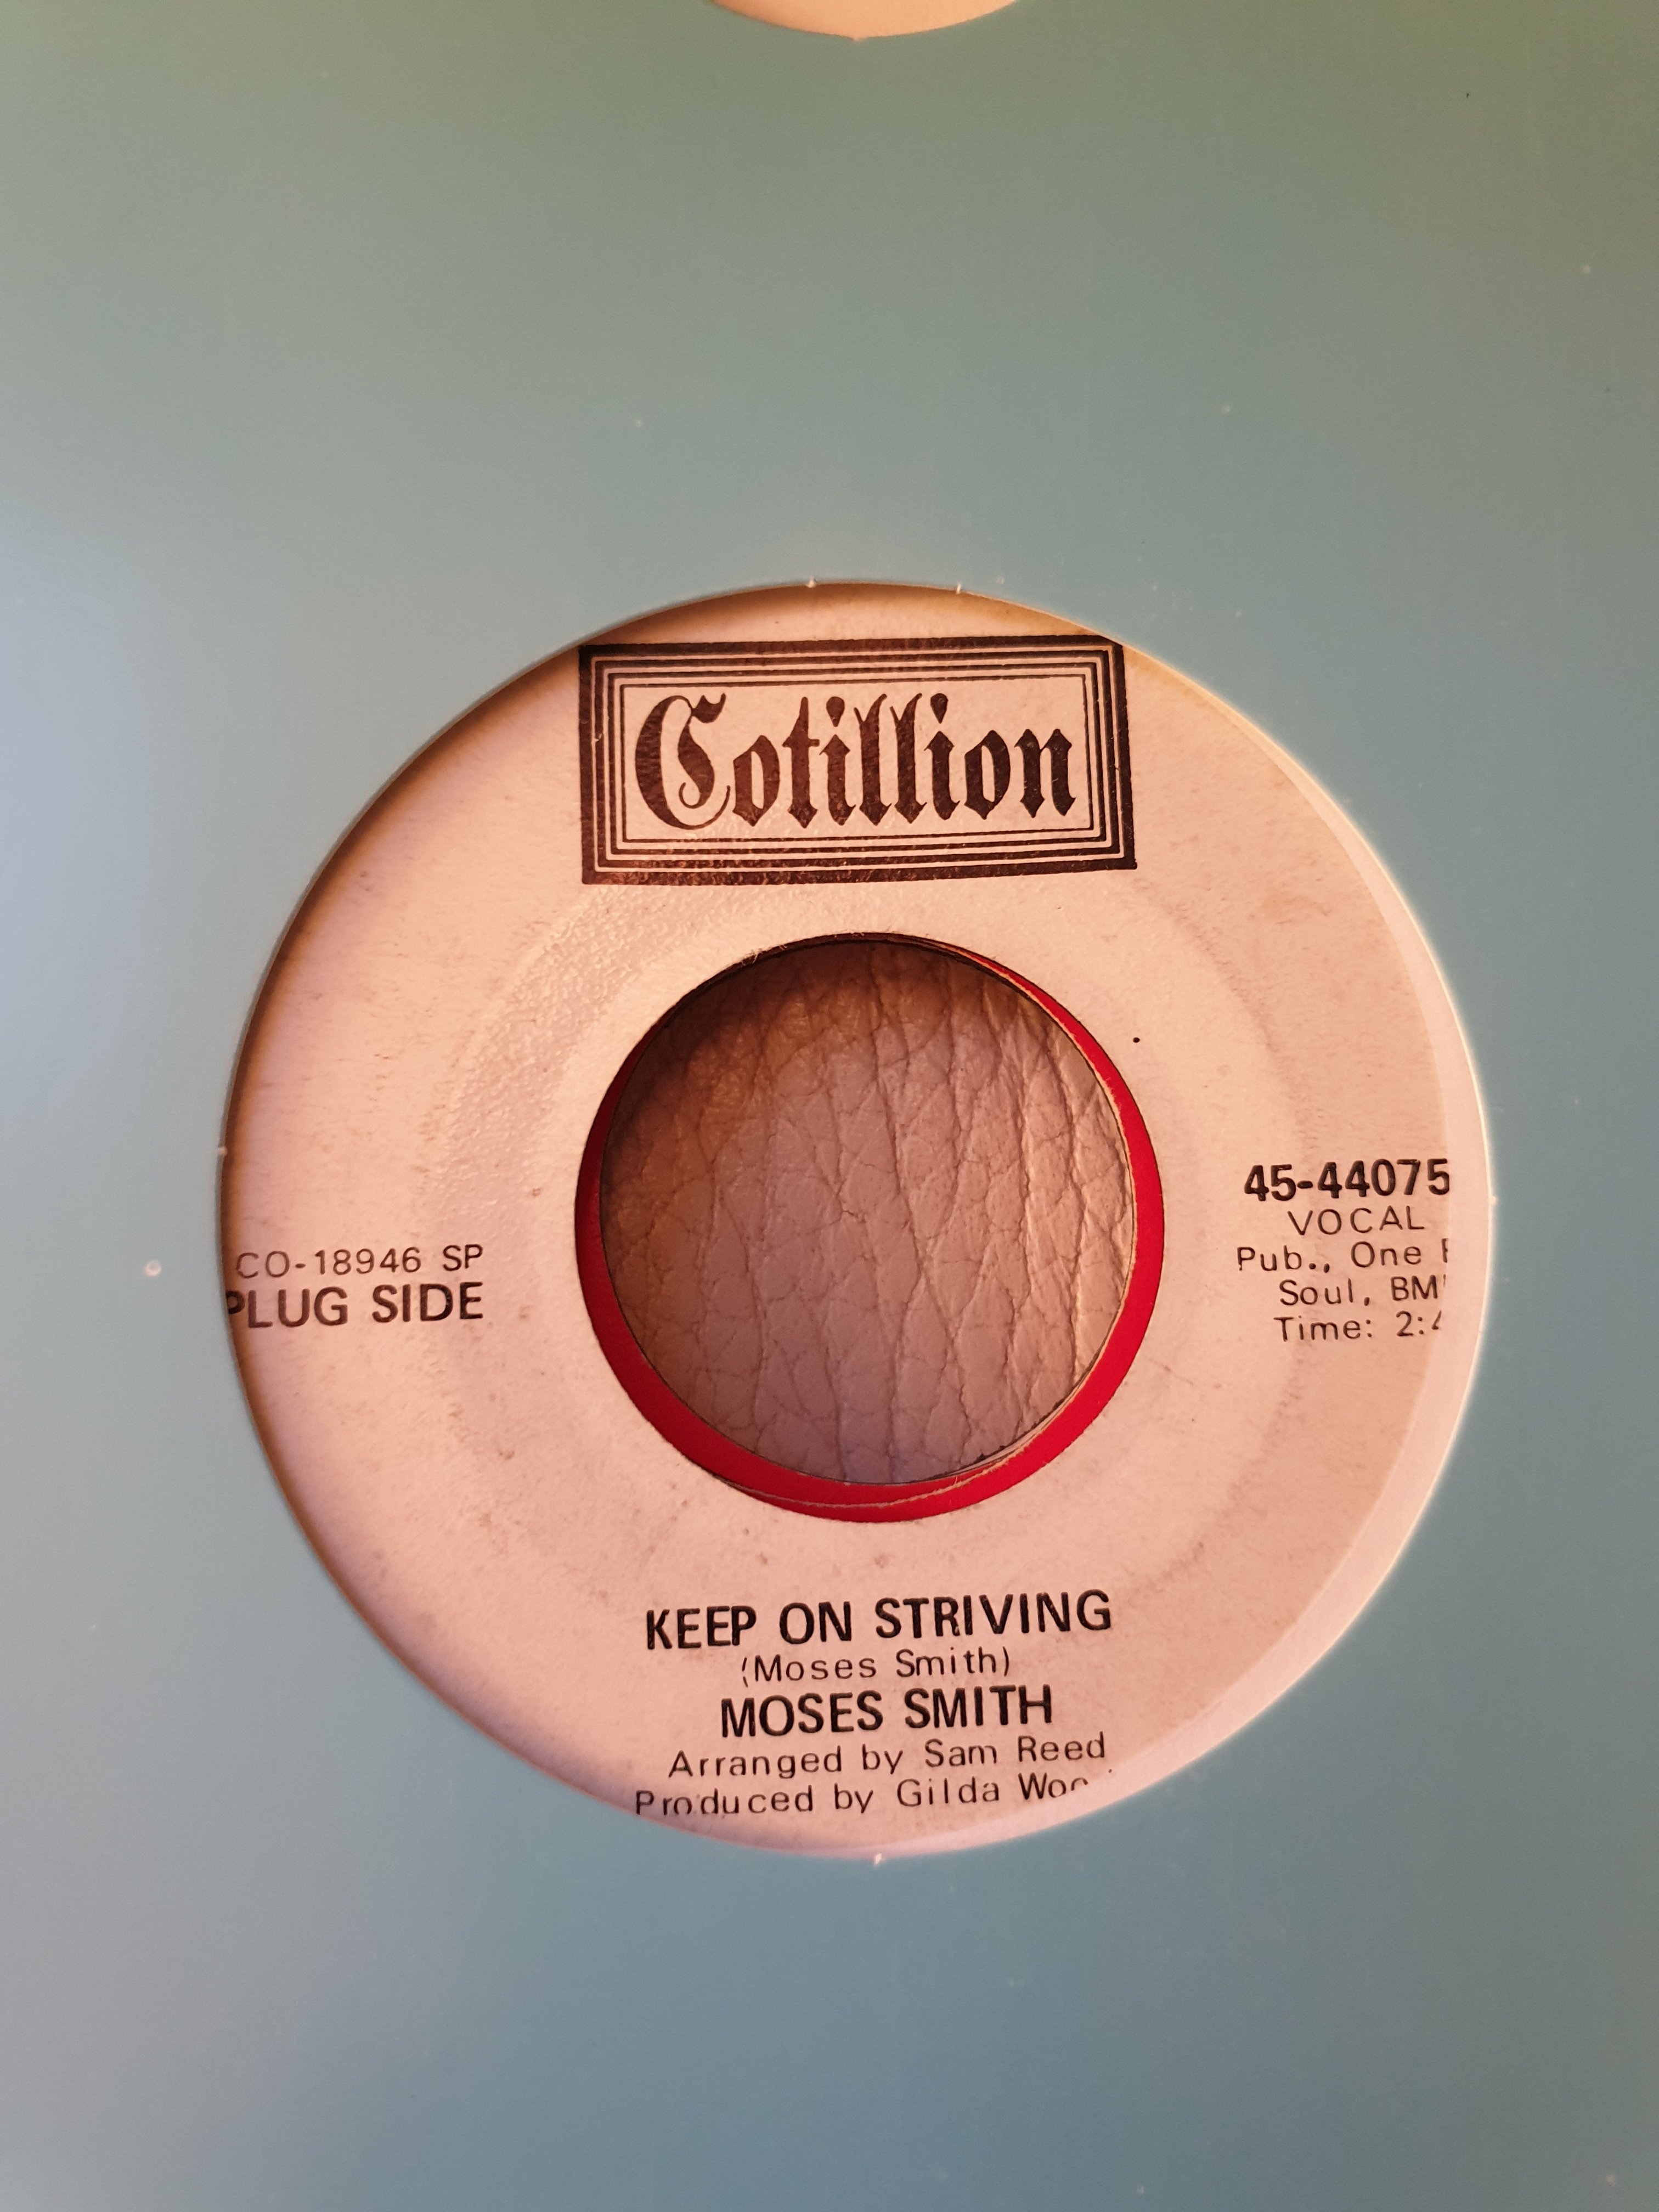 Cotillion
CO-18946 SP
PLUG SIDE
45-44075
VOCAL
Pub., One
Soul, BMI
Time:
KEEP ON STRIVING
(Moses Smith)
MOSES SMITH
Arranged by Sam Reed
Produced by Gilda